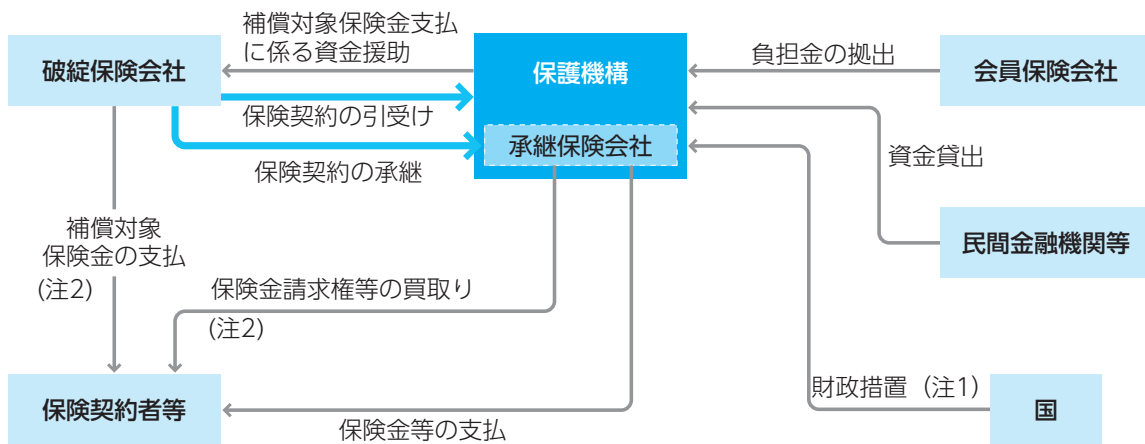 補償対象保険金支払
に係る資金援助
破綻保険会社
保護機構
負担金の拠出
会員保険会社
保険契約の引受け
承継保険会社
保険契約の承継
資金貸出
補償対象
保険金の支払
(注2)
民間金融機関等
保険金請求権等の買取り
(注2)
財政措置（注1）
保険契約者等
国
保険金等の支払